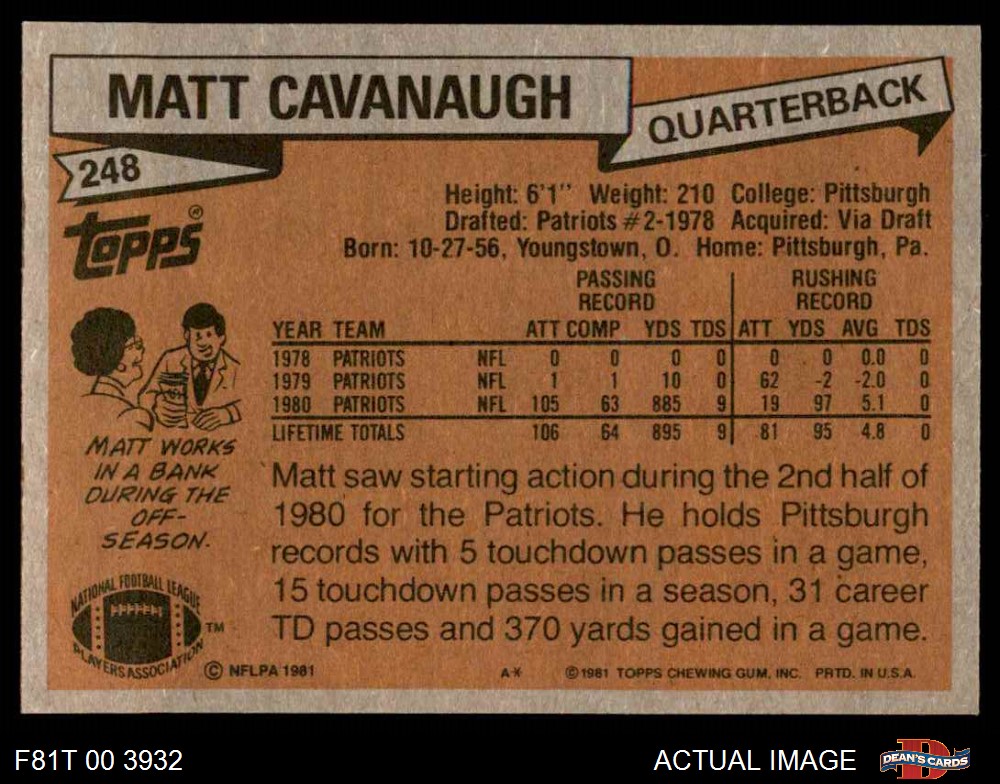 MATT CAVANAUGH
QUARTERBACK
248
Topps®
Height: 6'1" Weight: 210 College: Pittsburgh
Drafted: Patriots #2-1978 Acquired: Via Draft
Born: 10-27-56, Youngstown, O. Home: Pittsburgh, Pa.
PASSING RECORD RUSHING RECORD
YEAR TEAM ATT COMP YDS TDS ATT YDS AVG TDS
1978 PATRIOTS NFL 0 0 0 0 0 0 0.0 0
1979 PATRIOTS NFL 1 1 10 0 62 -2 -2.0 0
1980 PATRIOTS NFL 105 63 885 9 19 97 5.1 0
LIFETIME TOTALS 106 64 895 9 81 95 4.8 0
MATT WORKS
IN A BANK
DURING THE
OFF-
SEASON.
Matt saw starting action during the 2nd half of
1980 for the Patriots. He holds Pittsburgh
records with 5 touchdown passes in a game,
15 touchdown passes in a season, 31 career
TD passes and 370 yards gained in a game.
NATIONAL FOOTBALL LEAGUE
PLAYERS ASSOCIATION
TM
© NFLPA 1981 A-* ©1981 TOPPS CHEWING GUM, INC. PRTD. IN U.S.A.
F81T 00 3932 ACTUAL IMAGE DEAN'S CARDS